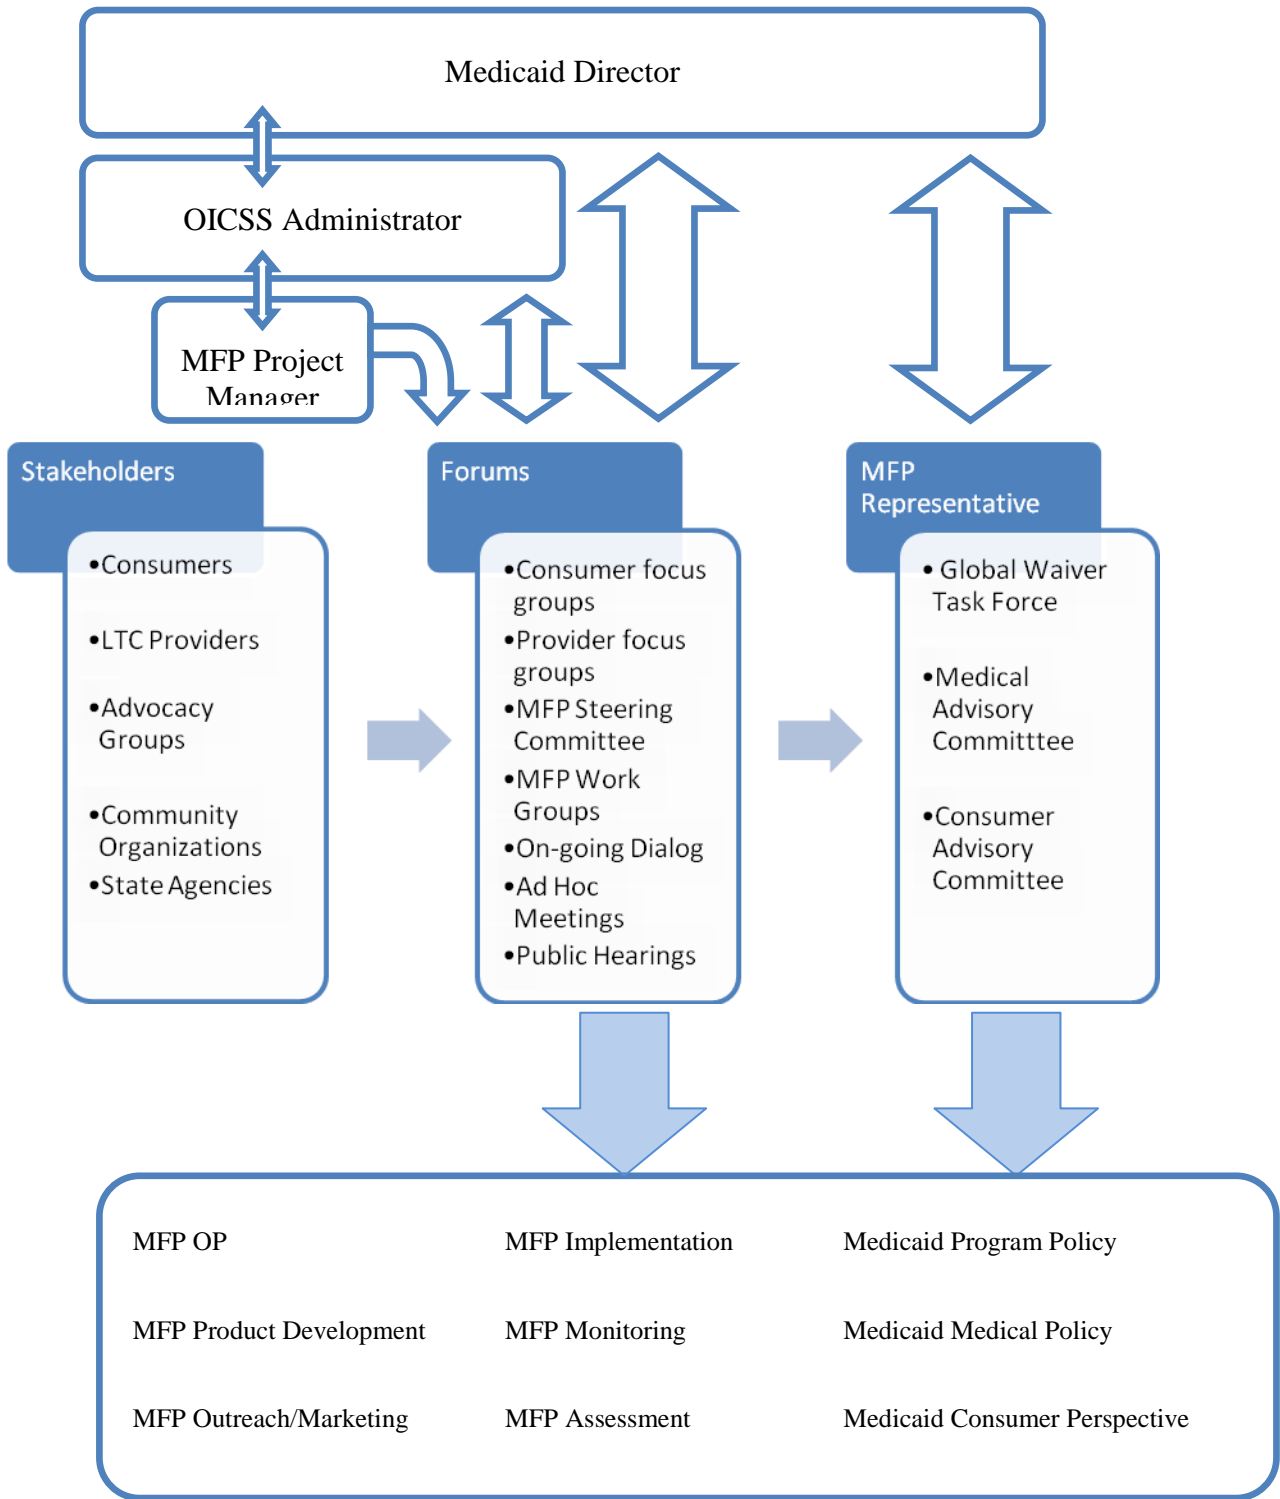 Medicaid Director
OICSS Administrator
MFP Project
Manager
Stakeholders
•Consumers
•LTC Providers
•Advocacy
Groups
•Community
Organizations
•State Agencies
Forums
•Consumer focus
groups
•Provider focus
groups
•MFP Steering
Committee
•MFP Work
Groups
•On-going Dialog
•Ad Hoc
Meetings
•Public Hearings
MFP
Representative
• Global Waiver
Task Force
•Medical
Advisory
Committtee
•Consumer
Advisory
Committee
MFP OP
MFP Implementation
Medicaid Program Policy
MFP Product Development
MFP Monitoring
Medicaid Medical Policy
MFP Outreach/Marketing
MFP Assessment
Medicaid Consumer Perspective